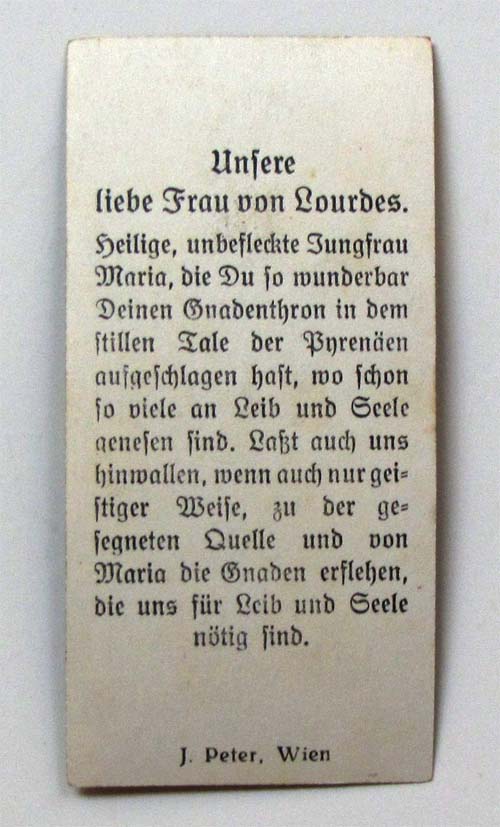 Unſere
liebe Frau von Lourdes.
Heilige, unbefleckte Jungfrau
Maria, die Du ſo wunderbar
Deinen Gnadenthron in dem
ſtillen Tale der Pyrenäen
aufgeſchlagen haſt, wo ſchon
ſo viele an Leib und Seele
geneſen ſind. Laßt auch uns
hinwallen, wenn auch nur gei-
ſtiger Weiſe, zu der ge-
ſegneten Quelle und von
Maria die Gnaden erflehen,
die uns für Leib und Seele
nötig ſind.
J. Peter, Wien